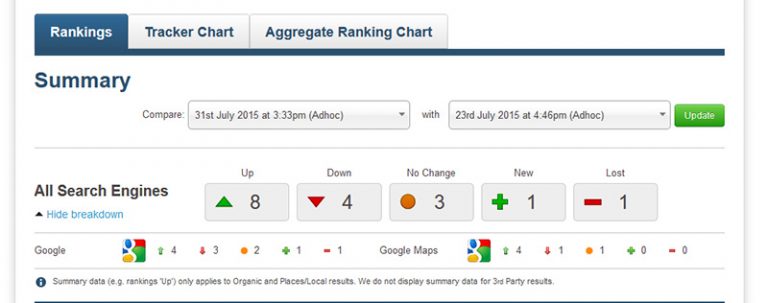 Rankings Tracker Chart Aggregate Ranking Chart
Summary
Compare: 31st July 2015 at 3:33pm (Adhoc) with 23rd July 2015 at 4:46pm (Adhoc) Update
Up Down No Change New Lost
All Search Engines 8 4 3 1 1
Hide breakdown
Google 4 3 2 1 1 Google Maps 4 1 1 0 0
Summary data (e.g. rankings 'Up') only applies to Organic and Places/Local results. We do not display summary data for 3rd Party results.